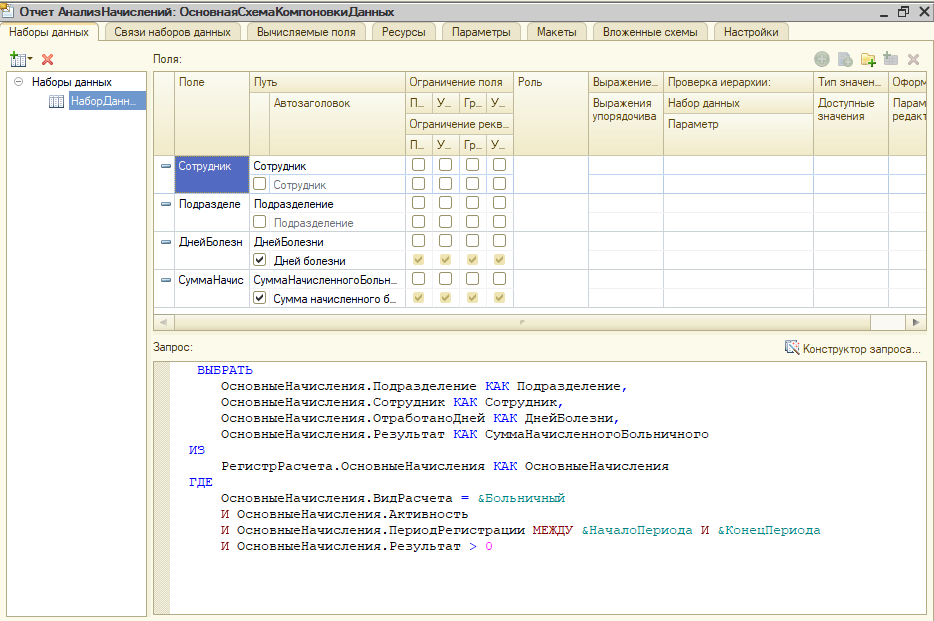 Отчет АнализНачислений: ОсновнаяСхемаКомпоновкиДанных
Наборы данных Связи наборов данных Вычисляемые поля Ресурсы Параметры Макеты Вложенные схемы Настройки
Поля:
Наборы данных
НаборДанн...
Поле Путь Ограничение поля Роль Выражение... Проверка иерархии: Тип значен... Оформ
Автозаголовок П... У... Гр... У... Выражения упорядочива Набор данных Доступные значения Парам редакт
Ограничение рекв... Параметр
П... У... Гр... У...
Сотрудник Сотрудник
Сотрудник
Подразделе Подразделение
Подразделение
ДнейБолезн ДнейБолезни
Дней болезни
СуммаНачис СуммаНачисленногоБольн...
Сумма начисленного б...
Запрос: Конструктор запроса...
ВЫБРАТЬ
ОсновныеНачисления.Подразделение КАК Подразделение,
ОсновныеНачисления.Сотрудник КАК Сотрудник,
ОсновныеНачисления.ОтработаноДней КАК ДнейБолезни,
ОсновныеНачисления.Результат КАК СуммаНачисленногоБольничного
ИЗ
РегистрРасчета.ОсновныеНачисления КАК ОсновныеНачисления
ГДЕ
ОсновныеНачисления.ВидРасчета = &Больничный
И ОсновныеНачисления.Активность
И ОсновныеНачисления.ПериодРегистрации МЕЖДУ &НачалоПериода И &КонецПериода
И ОсновныеНачисления.Результат > 0